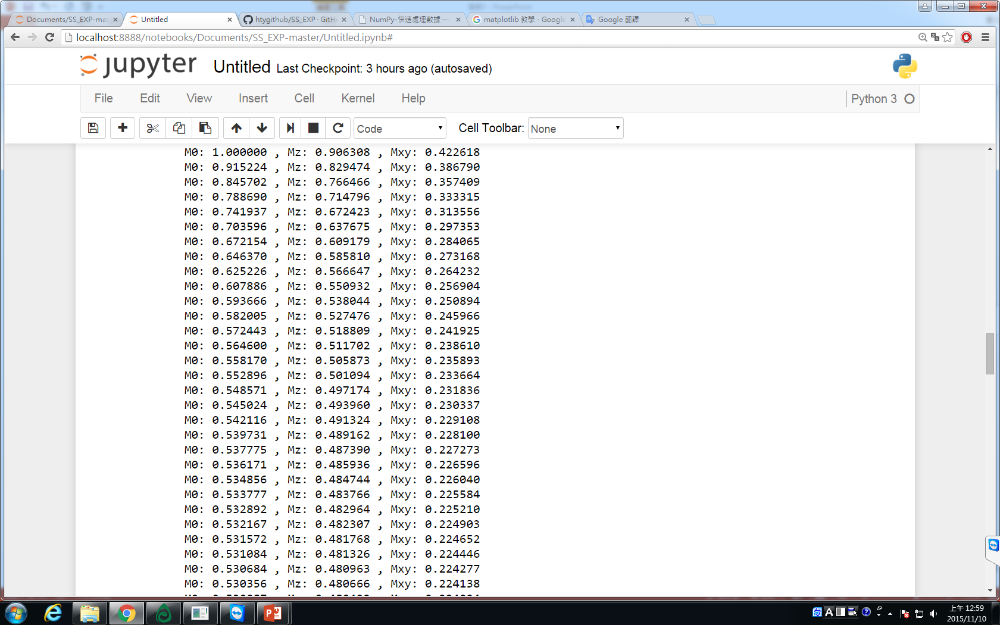 Documents/SS_EXP-mas
Untitled
htygithub/SS_EXP · GitH
NumPy-快速處理數據 —
matplotlib 教學 - Google
Google 翻譯
localhost:8888/notebooks/Documents/SS_EXP-master/Untitled.ipynb#
jupyter Untitled Last Checkpoint: 3 hours ago (autosaved)
File Edit View Insert Cell Kernel Help Python 3
Code Cell Toolbar: None
M0: 1.000000 , Mz: 0.906308 , Mxy: 0.422618
M0: 0.915224 , Mz: 0.829474 , Mxy: 0.386790
M0: 0.845702 , Mz: 0.766466 , Mxy: 0.357409
M0: 0.788690 , Mz: 0.714796 , Mxy: 0.333315
M0: 0.741937 , Mz: 0.672423 , Mxy: 0.313556
M0: 0.703596 , Mz: 0.637675 , Mxy: 0.297353
M0: 0.672154 , Mz: 0.609179 , Mxy: 0.284065
M0: 0.646370 , Mz: 0.585810 , Mxy: 0.273168
M0: 0.625226 , Mz: 0.566647 , Mxy: 0.264232
M0: 0.607886 , Mz: 0.550932 , Mxy: 0.256904
M0: 0.593666 , Mz: 0.538044 , Mxy: 0.250894
M0: 0.582005 , Mz: 0.527476 , Mxy: 0.245966
M0: 0.572443 , Mz: 0.518809 , Mxy: 0.241925
M0: 0.564600 , Mz: 0.511702 , Mxy: 0.238610
M0: 0.558170 , Mz: 0.505873 , Mxy: 0.235893
M0: 0.552896 , Mz: 0.501094 , Mxy: 0.233664
M0: 0.548571 , Mz: 0.497174 , Mxy: 0.231836
M0: 0.545024 , Mz: 0.493960 , Mxy: 0.230337
M0: 0.542116 , Mz: 0.491324 , Mxy: 0.229108
M0: 0.539731 , Mz: 0.489162 , Mxy: 0.228100
M0: 0.537775 , Mz: 0.487390 , Mxy: 0.227273
M0: 0.536171 , Mz: 0.485936 , Mxy: 0.226596
M0: 0.534856 , Mz: 0.484744 , Mxy: 0.226040
M0: 0.533777 , Mz: 0.483766 , Mxy: 0.225584
M0: 0.532892 , Mz: 0.482964 , Mxy: 0.225210
M0: 0.532167 , Mz: 0.482307 , Mxy: 0.224903
M0: 0.531572 , Mz: 0.481768 , Mxy: 0.224652
M0: 0.531084 , Mz: 0.481326 , Mxy: 0.224446
M0: 0.530684 , Mz: 0.480963 , Mxy: 0.224277
M0: 0.530356 , Mz: 0.480666 , Mxy: 0.224138
上午 12:59
2015/11/10